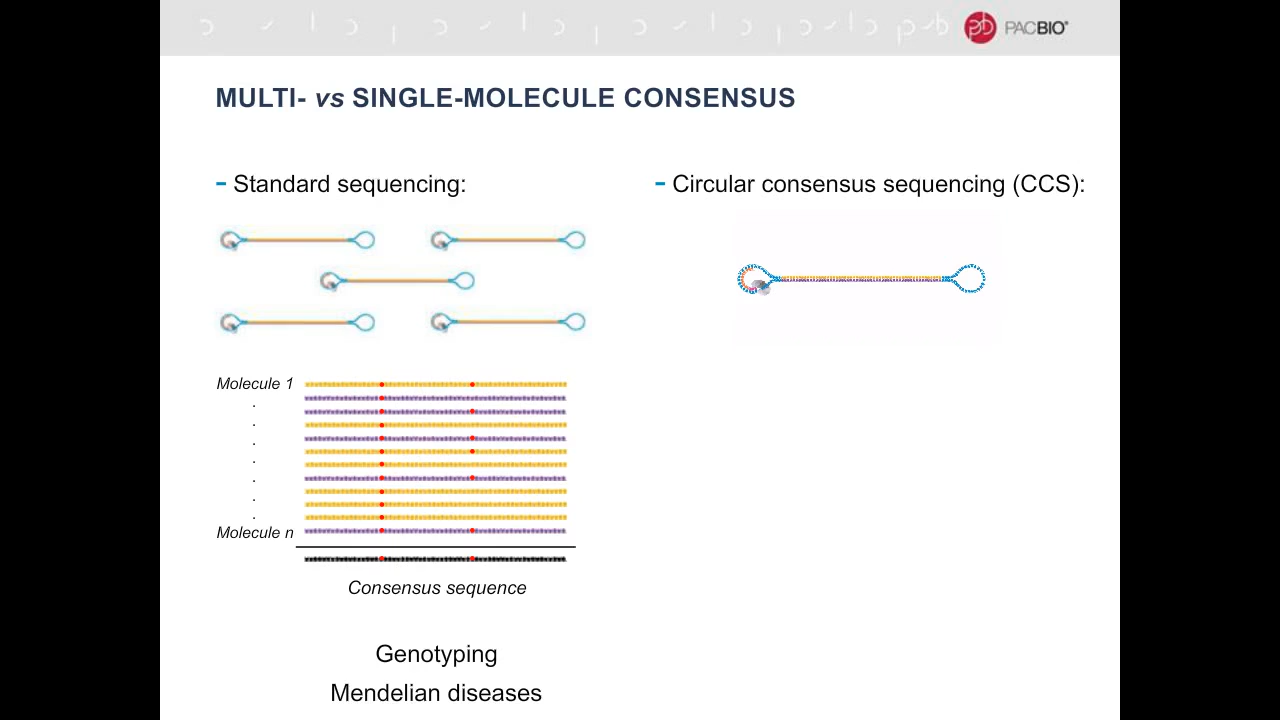 PACBIO®
MULTI- vs SINGLE-MOLECULE CONSENSUS
- Standard sequencing:
Molecule 1
.
.
.
.
.
.
.
Molecule n
Consensus sequence
Genotyping
Mendelian diseases
- Circular consensus sequencing (CCS):